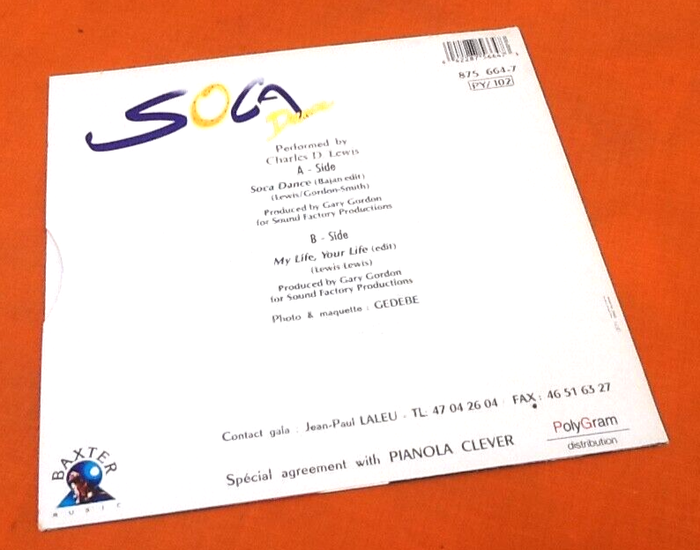 875 664-7
PY/102
SOCA
Dance
Performed by
Charles D. Lewis
A - Side
Soca Dance (Bajan edit)
(Lewis/Gordon-Smith)
Produced by Gary Gordon
for Sound Factory Productions
B - Side
My Life, Your Life (edit)
(Lewis-Lewis)
Produced by Gary Gordon
for Sound Factory Productions
Photo & maquette : GEDEBE
Contact gala : Jean-Paul LALEU - TL: 47 04 26 04 FAX : 46 51 63 27
Spécial agreement with PIANOLA CLEVER
PolyGram
distribution
BAXTER
MUSIC